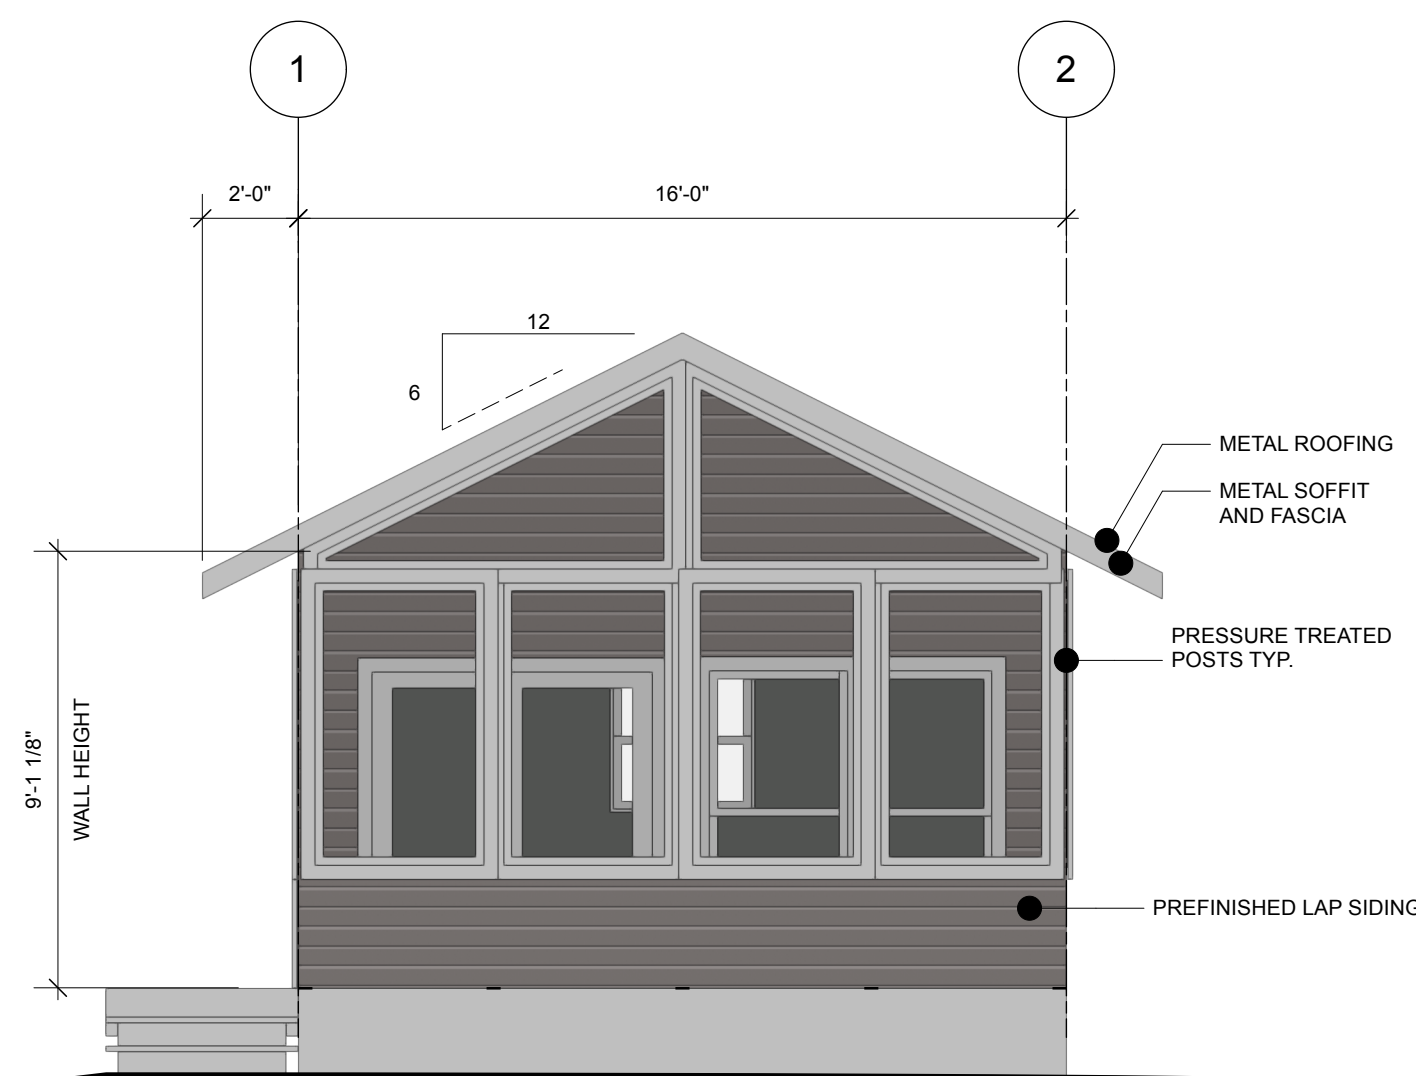 1
2
2'-0"
16'-0"
12
6
METAL ROOFING
METAL SOFFIT
AND FASCIA
PRESSURE TREATED
POSTS TYP.
9'-1 1/8"
WALL HEIGHT
PREFINISHED LAP SIDING